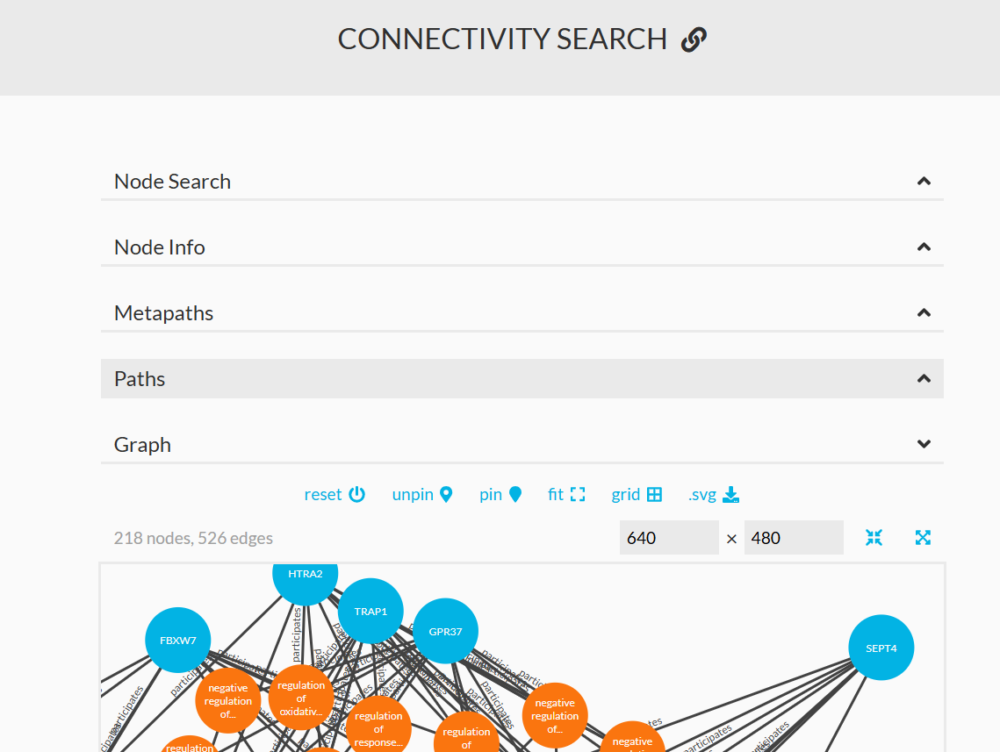 CONNECTIVITY SEARCH
Node Search
Node Info
Metapaths
Paths
Graph
reset unpin pin fit grid .svg
218 nodes, 526 edges
640 × 480
HTRA2
TRAP1
GPR37
FBXW7
SEPT4
participates
participates
participates
participates
participates
participates
participates
participates
negative
regulation
of...
regulation
of
oxidativ...
regulation
of
response...
negative
regulation
of...
regulation
of
negative
regulation